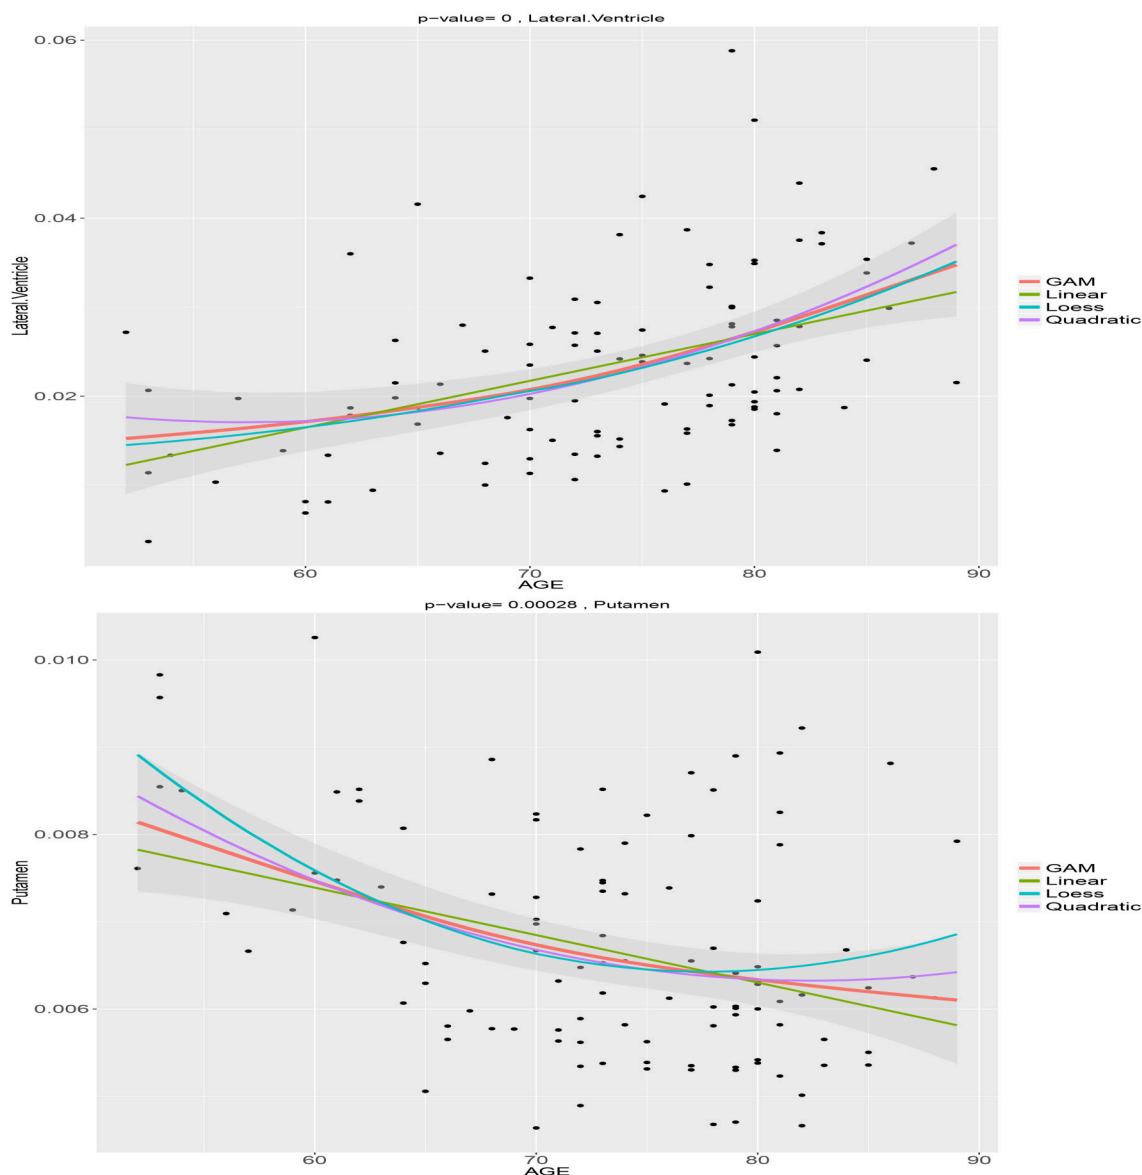 p-value= 0 , Lateral.Ventricle
0.06
0.04
0.02
Lateral.Ventricle
60
70
80
90
AGE
GAM
Linear
Loess
Quadratic
p-value= 0.00028 , Putamen
0.010
0.008
0.006
Putamen
60
70
80
90
AGE
GAM
Linear
Loess
Quadratic